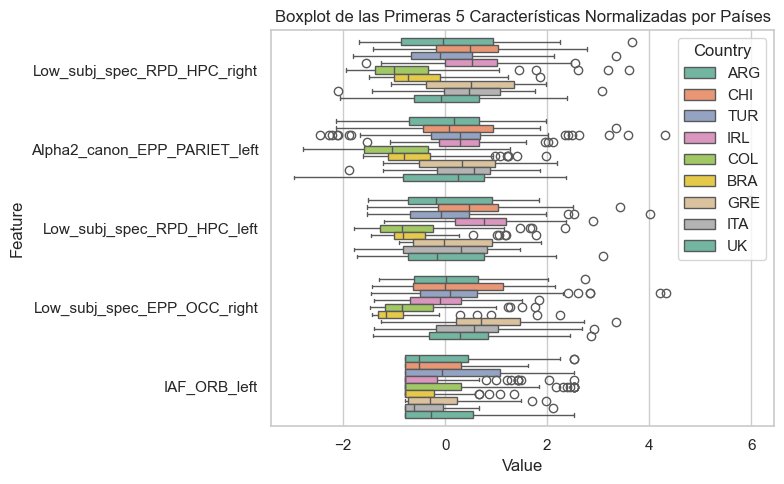 Boxplot de las Primeras 5 Características Normalizadas por Países
Low_subj_spec_RPD_HPC_right
Alpha2_canon_EPP_PARIET_left
Low_subj_spec_RPD_HPC_left
Low_subj_spec_EPP_OCC_right
IAF_ORB_left
Feature
Country
ARG
CHI
TUR
IRL
COL
BRA
GRE
ITA
UK
−2
0
2
4
6
Value